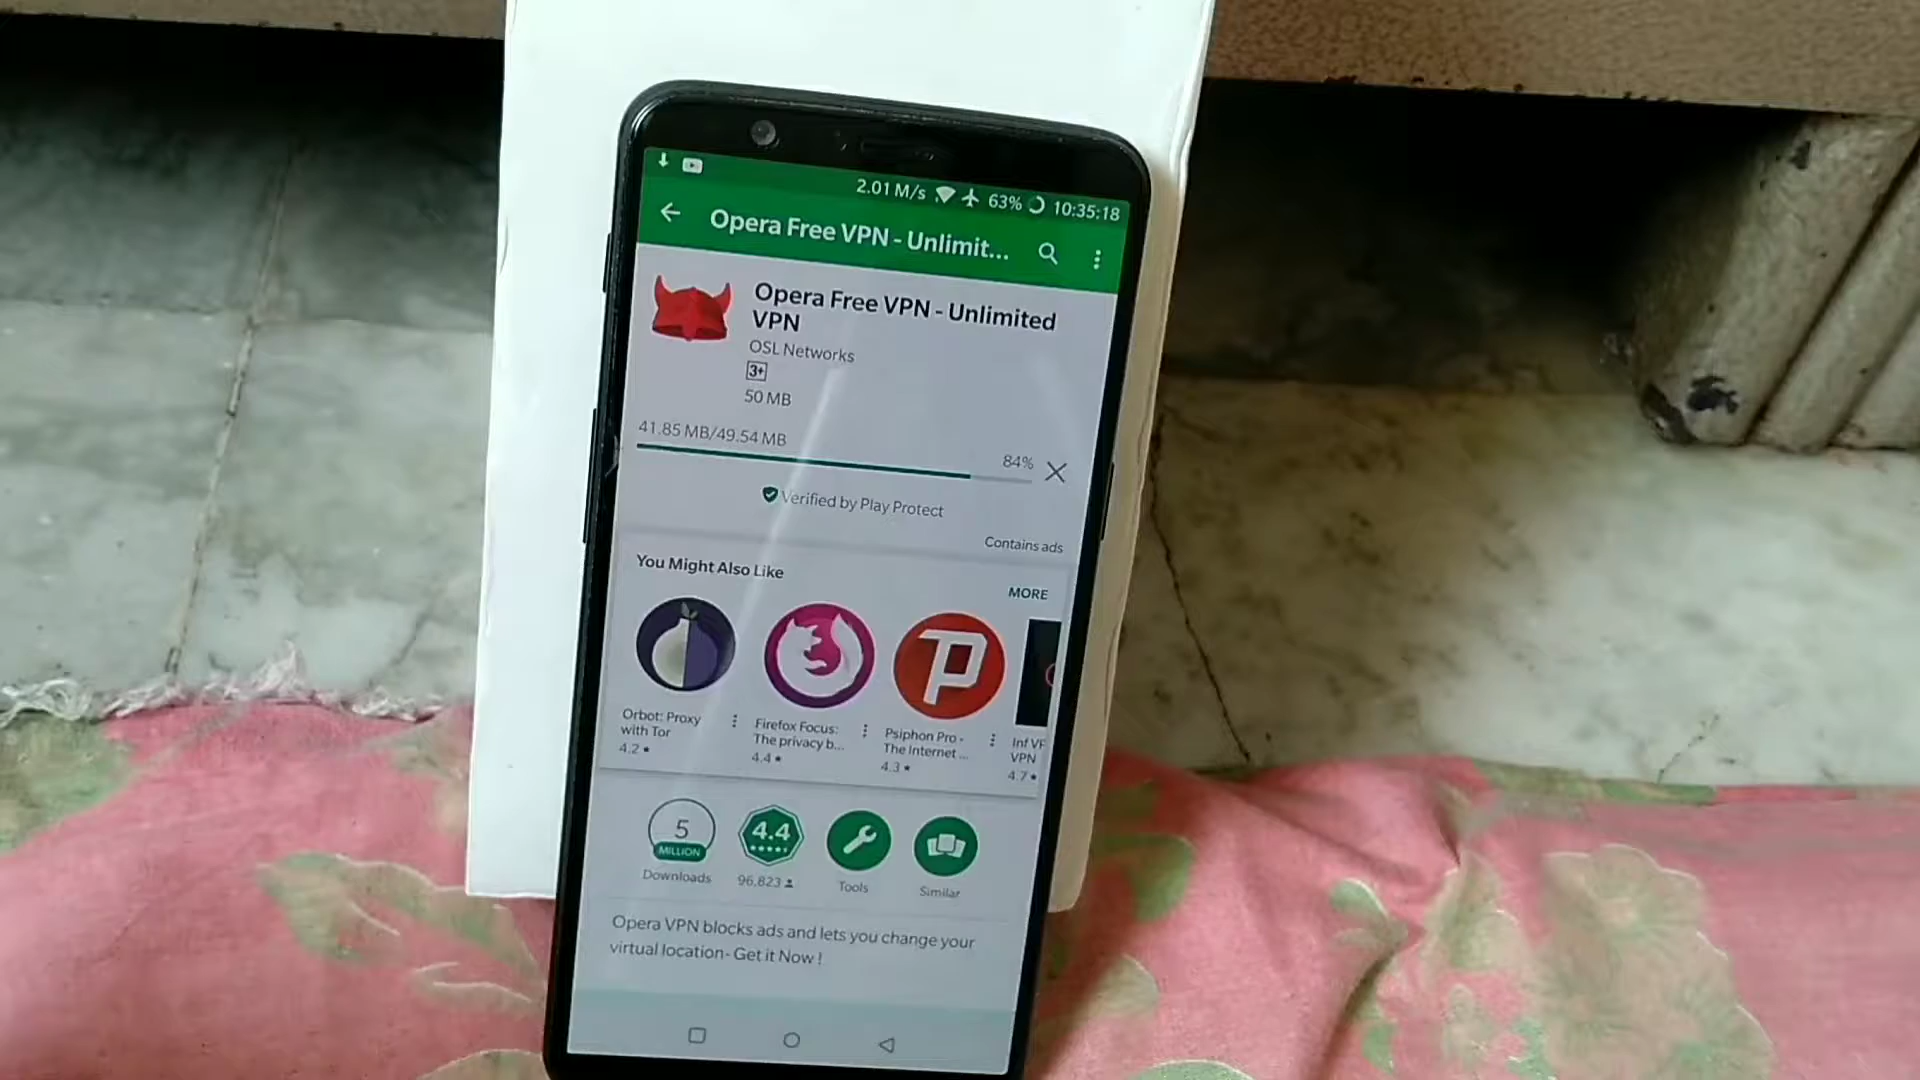 2.01 M/s 63% 10:35:18
Opera Free VPN - Unlimit...
Opera Free VPN - Unlimited
VPN
OSL Networks
3+
50 MB
41.85 MB/49.54 MB
84%
Verified by Play Protect
Contains ads
You Might Also Like
MORE
Orbot: Proxy
with Tor
4.2
Firefox Focus:
The privacy b...
4.4
Psiphon Pro -
The Internet ...
4.3
Inf VP
VPN
4.7
5
MILLION
Downloads
4.4
96,823
Tools
Similar
Opera VPN blocks ads and lets you change your
virtual location- Get it Now !